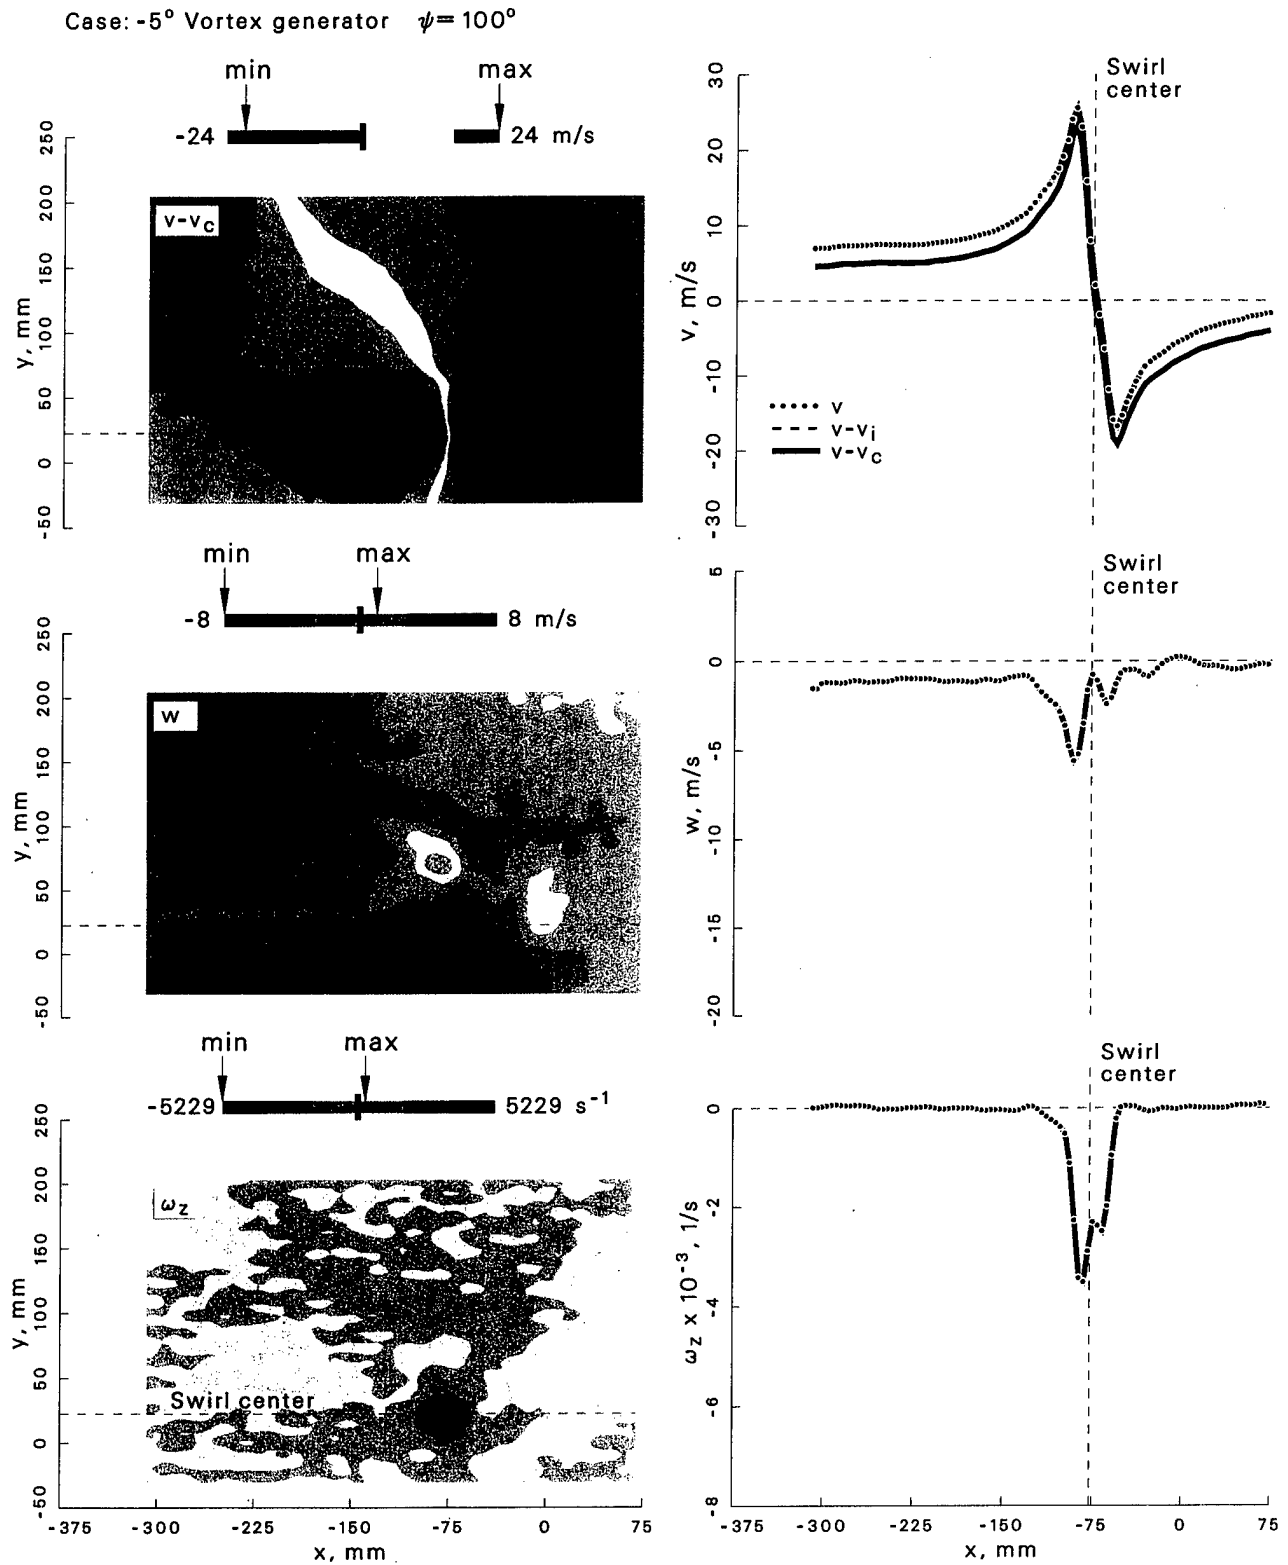 Case: -5° Vortex generator ψ= 100°
min
max
-24
24 m/s
250
200
150
100
50
0
-50
y, mm
v-vc
min
max
-8
8 m/s
250
200
150
100
50
0
-50
y, mm
w
min
max
-5229
5229 s⁻¹
250
200
150
100
50
0
-50
y, mm
ωz
Swirl center
-375 -300 -225 -150 -75 0
x, mm
30
20
10
0
-10
-20
-30
v, m/s
Swirl
center
v
v-vi
v-vc
5
0
-5
-10
-15
-20
w, m/s
Swirl
center
0
-2
-4
-6
-8
ωz x 10⁻³, 1/s
Swirl
center
-375 -300 -225 -150 -75 0 75
x, mm